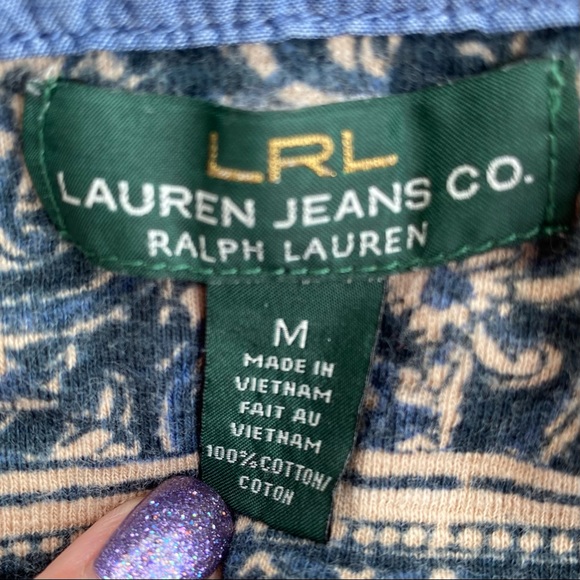 LRL
LAUREN JEANS CO.
RALPH LAUREN
M
MADE IN
VIETNAM
FAIT AU
VIETNAM
100% COTTON/
COTON